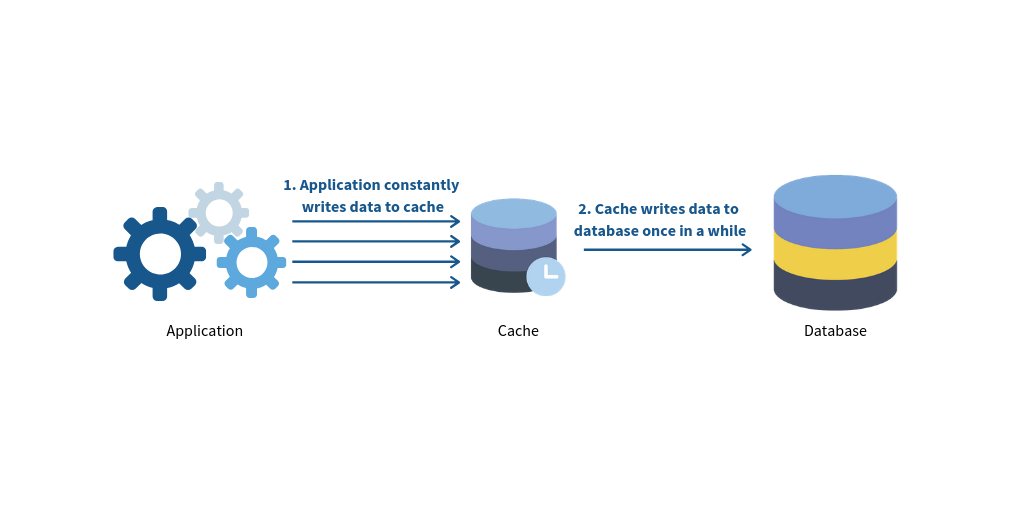 1. Application constantly
writes data to cache
2. Cache writes data to
database once in a while
Application
Cache
Database